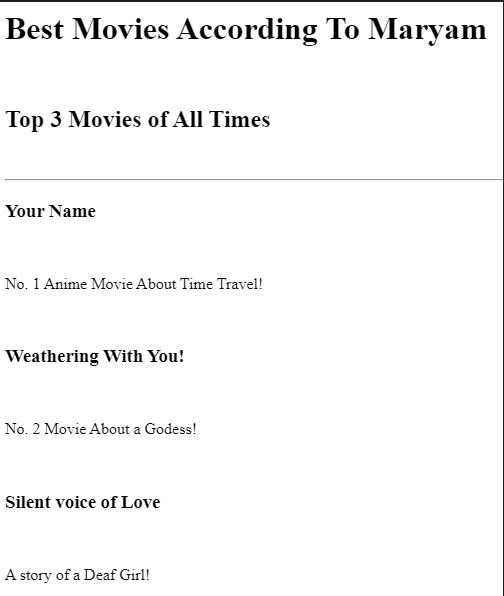 Best Movies According To Maryam
Top 3 Movies of All Times
Your Name
No. 1 Anime Movie About Time Travel!
Weathering With You!
No. 2 Movie About a Godess!
Silent voice of Love
A story of a Deaf Girl!